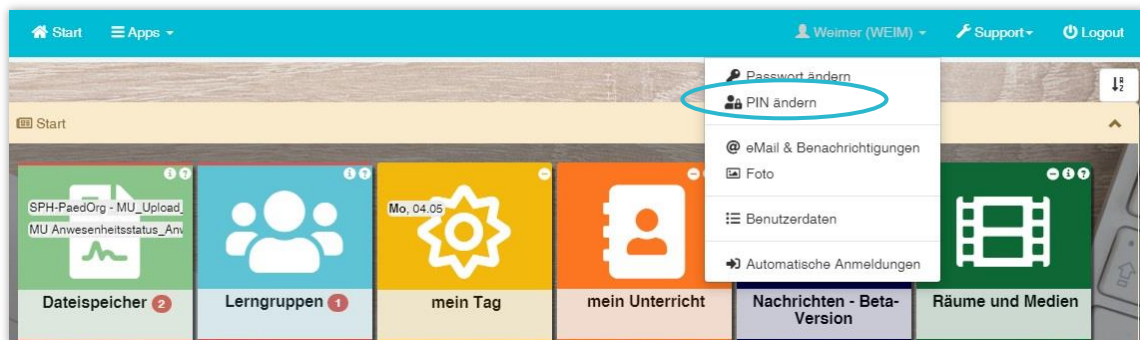 Start
Apps
Weimer (WEIM)
Support
Logout
Passwort ändern
PIN ändern
eMail & Benachrichtigungen
Foto
Benutzerdaten
Automatische Anmeldungen
Start
SPH-PaedOrg - MU_Upload_
MU Anwesenheitsstatus_Anw
Dateispeicher 2
Lerngruppen 1
Mo, 04.05
mein Tag
mein Unterricht
Nachrichten - Beta-
Version
Räume und Medien